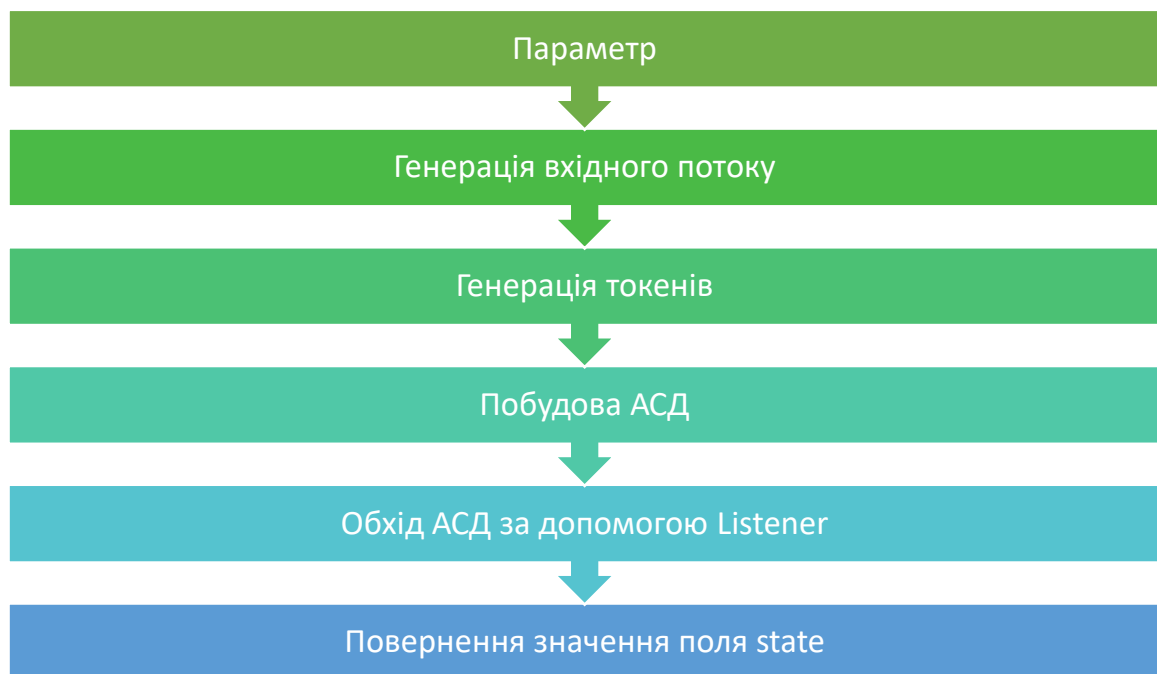 Параметр
Генерація вхідного потоку
Генерація токенів
Побудова АСД
Обхід АСД за допомогою Listener
Повернення значення поля state